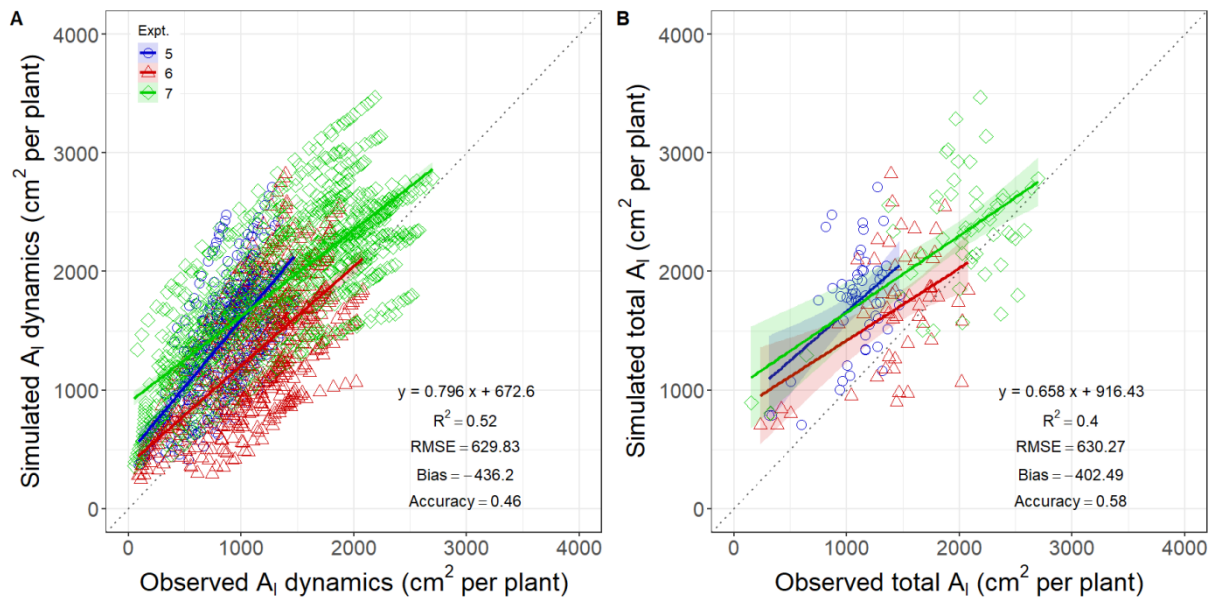 A
Expt.
5
6
7
4000
3000
2000
1000
0
Simulated Aₗ dynamics (cm² per plant)
y = 0.796 x + 672.6
R² = 0.52
RMSE = 629.83
Bias = −436.2
Accuracy = 0.46
0 1000 2000 3000 4000
Observed Aₗ dynamics (cm² per plant)
B
4000
3000
2000
1000
0
Simulated total Aₗ (cm² per plant)
y = 0.658 x + 916.43
R² = 0.4
RMSE = 630.27
Bias = −402.49
Accuracy = 0.58
0 1000 2000 3000 4000
Observed total Aₗ (cm² per plant)